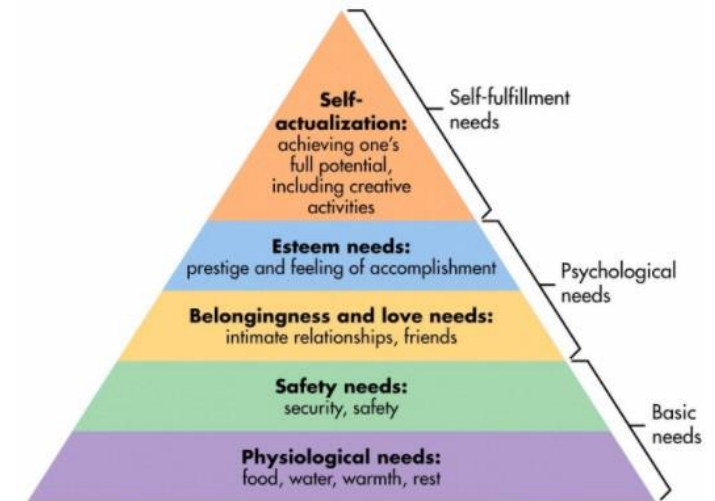 Self-
actualization:
achieving one's
full potential,
including creative
activities
Self-fulfillment
needs
Esteem needs:
prestige and feeling of accomplishment
Psychological
needs
Belongingness and love needs:
intimate relationships, friends
Safety needs:
security, safety
Basic
needs
Physiological needs:
food, water, warmth, rest